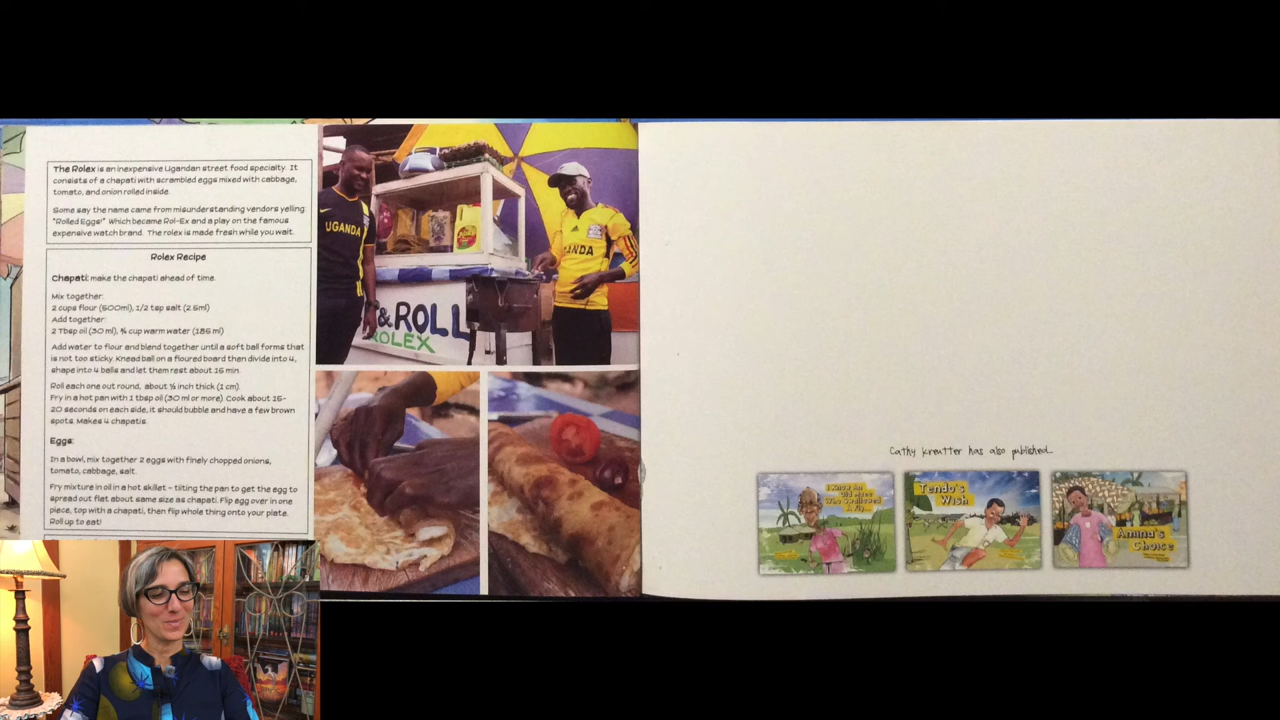 The Rolex is an inexpensive Ugandan street food specialty. It
consists of a chapati with scrambled eggs mixed with cabbage,
tomato, and onion rolled inside.
Some say the name came from misunderstanding vendors yelling
"Rolled Eggs!" Which became Rol-Ex and a play on the famous
expensive watch brand. The rolex is made fresh while you wait.
Rolex Recipe
Chapati: make the chapati ahead of time.
Mix together:
2 cups flour (500ml), 1/2 tsp salt (2.5ml)
Add together:
2 Tbsp oil (30 ml), ¾ cup warm water (185 ml)
Add water to flour and blend together until a soft ball forms that
is not too sticky. Knead ball on a floured board then divide into 4,
shape into 4 balls and let them rest about 15 min.
Roll each one out round, about ½ inch thick (1 cm).
Fry in a hot pan with 1 tbsp oil (30 ml or more). Cook about 15-
20 seconds on each side, it should bubble and have a few brown
spots. Makes 4 chapatis.
Eggs:
In a bowl, mix together 2 eggs with finely chopped onions,
tomato, cabbage, salt.
Fry mixture in oil in a hot skillet – tilting the pan to get the egg to
spread out flat about same size as chapati. Flip egg over in one
piece, top with a chapati, then flip whole thing onto your plate.
Roll up to eat!
UGANDA
ANDA
& ROLL
ROLEX
Cathy Kreutter has also published...
I Know An
Old Mzee
Who Swallowed
A Fly...
Tendo's
Wish
Amina's
Choice